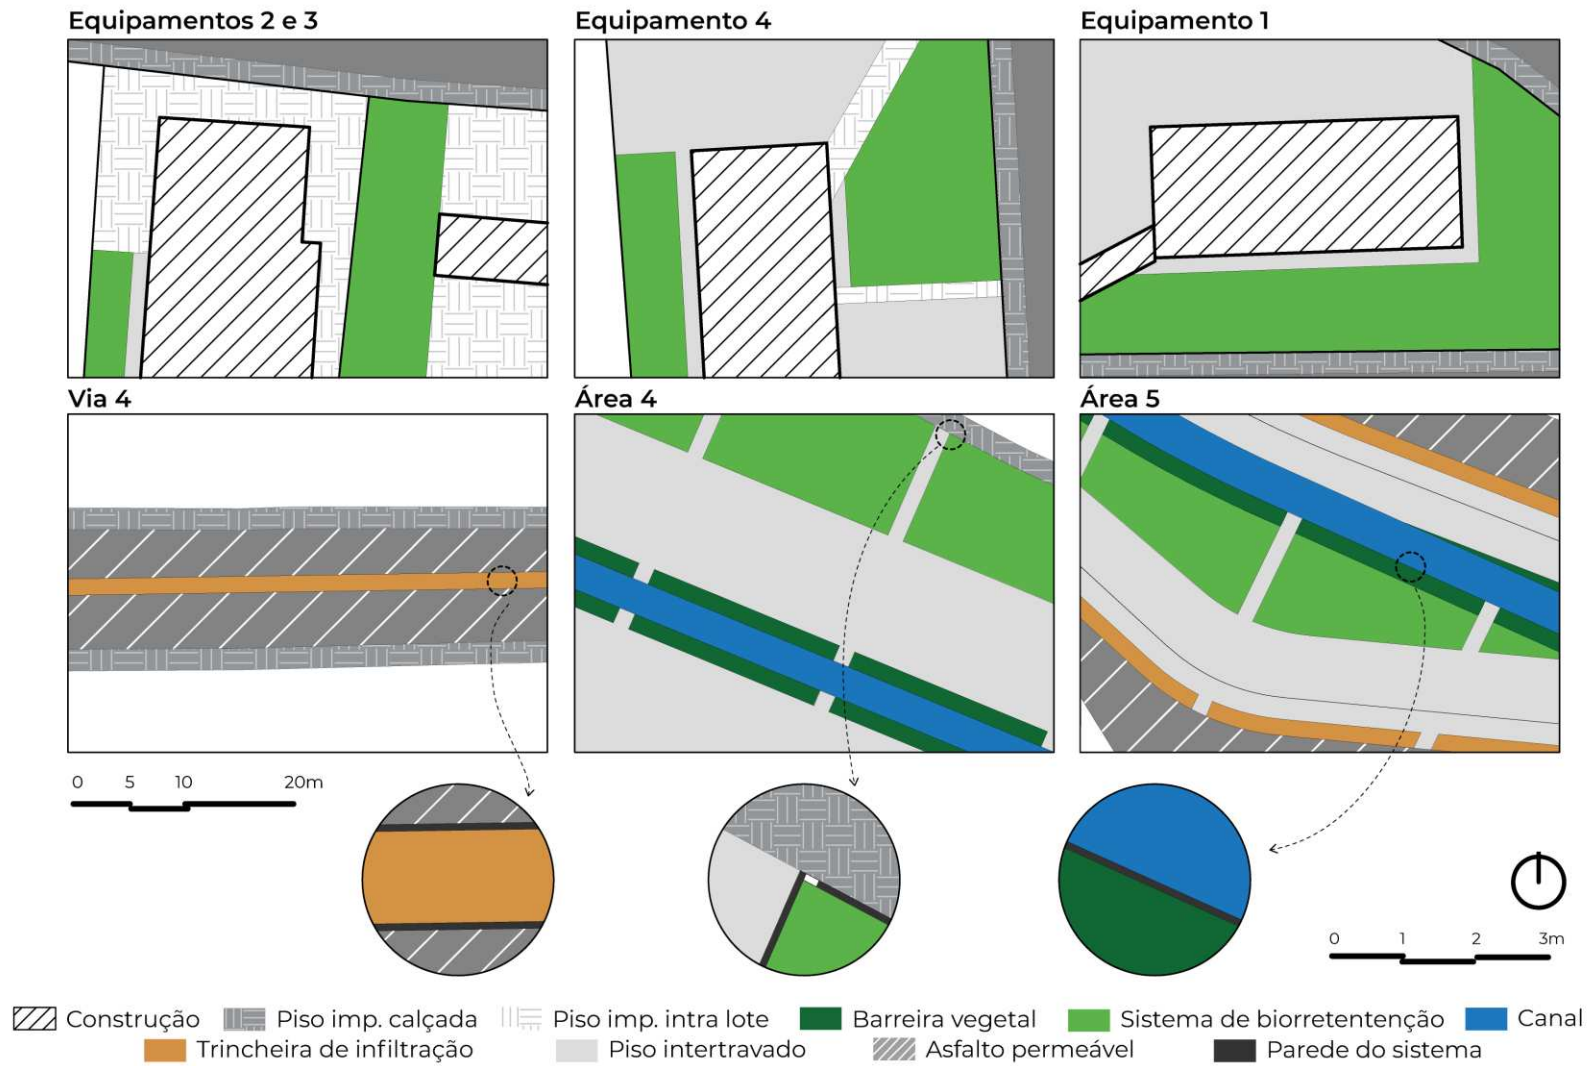 Equipamentos 2 e 3
Equipamento 4
Equipamento 1
Via 4
Área 4
Área 5
0 5 10 20m
0 1 2 3m
Construção Piso imp. calçada Piso imp. intra lote Barreira vegetal Sistema de biorretentenção Canal
Trincheira de infiltração Piso intertravado Asfalto permeável Parede do sistema